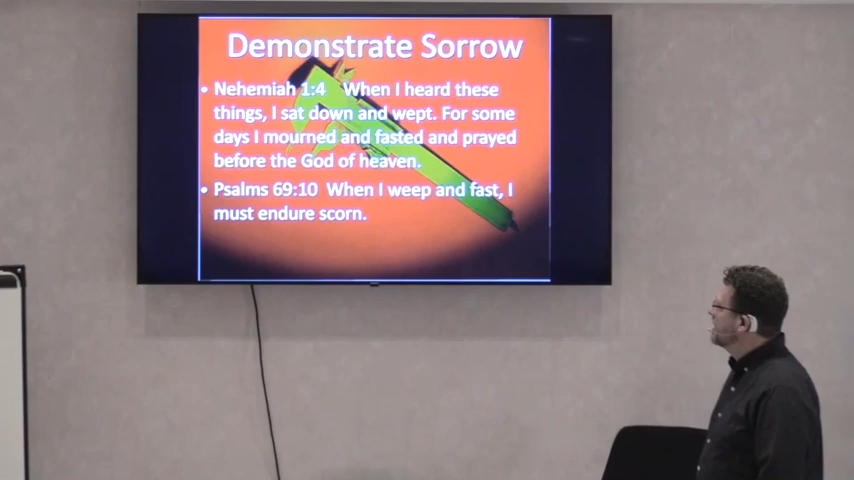 Demonstrate Sorrow
• Nehemiah 1:4 When I heard these
things, I sat down and wept. For some
days I mourned and fasted and prayed
before the God of heaven.
• Psalms 69:10 When I weep and fast, I
must endure scorn.